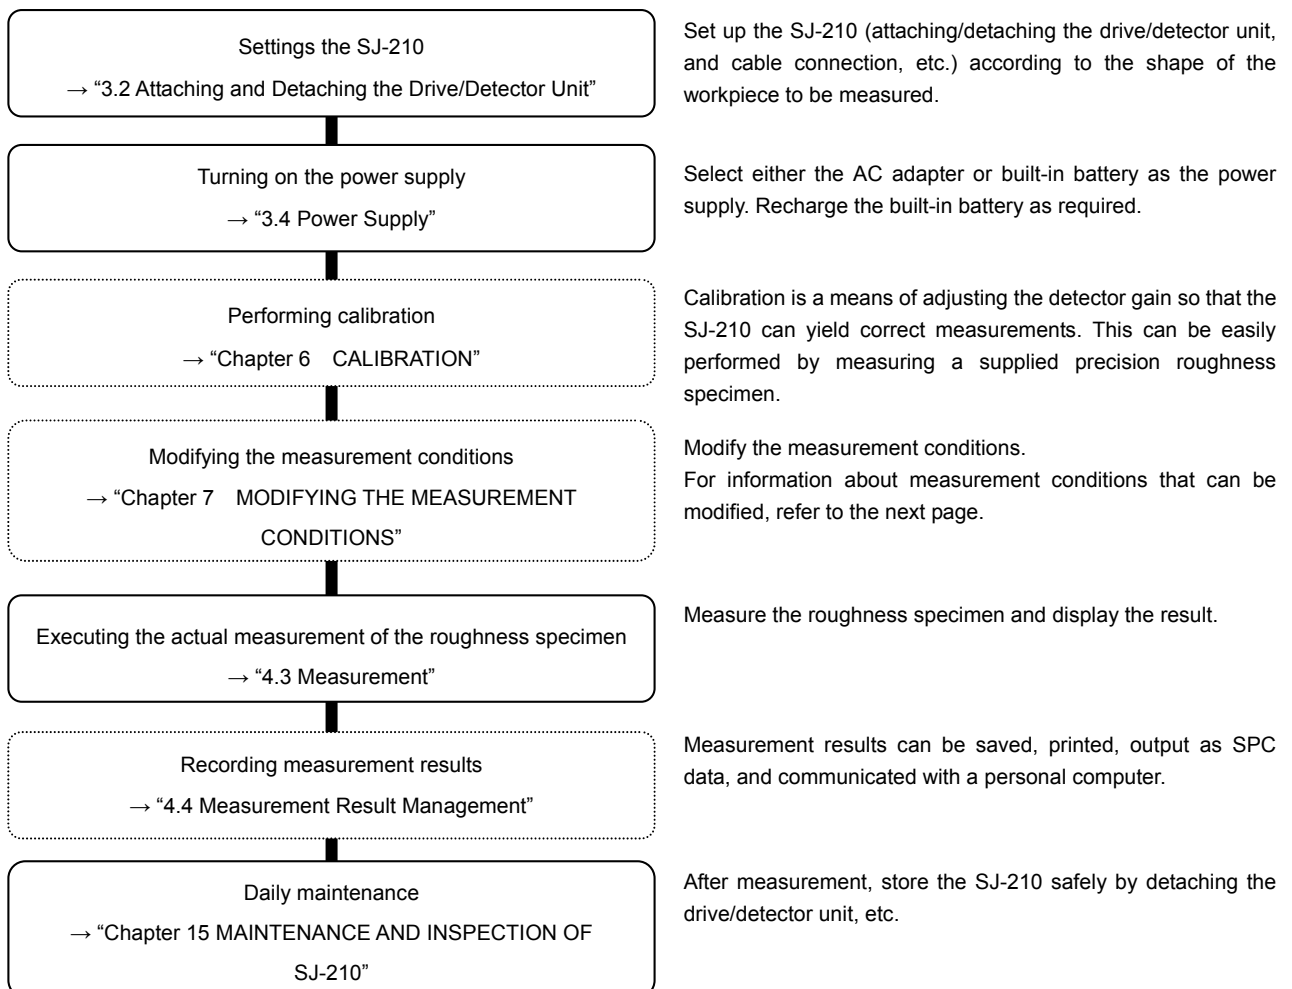 Settings the SJ-210
→ “3.2 Attaching and Detaching the Drive/Detector Unit”
Set up the SJ-210 (attaching/detaching the drive/detector unit,
and cable connection, etc.) according to the shape of the
workpiece to be measured.
Turning on the power supply
→ “3.4 Power Supply”
Select either the AC adapter or built-in battery as the power
supply. Recharge the built-in battery as required.
Performing calibration
→ “Chapter 6 CALIBRATION”
Calibration is a means of adjusting the detector gain so that the
SJ-210 can yield correct measurements. This can be easily
performed by measuring a supplied precision roughness
specimen.
Modifying the measurement conditions
→ “Chapter 7 MODIFYING THE MEASUREMENT
CONDITIONS”
Modify the measurement conditions.
For information about measurement conditions that can be
modified, refer to the next page.
Executing the actual measurement of the roughness specimen
→ “4.3 Measurement”
Measure the roughness specimen and display the result.
Recording measurement results
→ “4.4 Measurement Result Management”
Measurement results can be saved, printed, output as SPC
data, and communicated with a personal computer.
Daily maintenance
→ “Chapter 15 MAINTENANCE AND INSPECTION OF
SJ-210”
After measurement, store the SJ-210 safely by detaching the
drive/detector unit, etc.